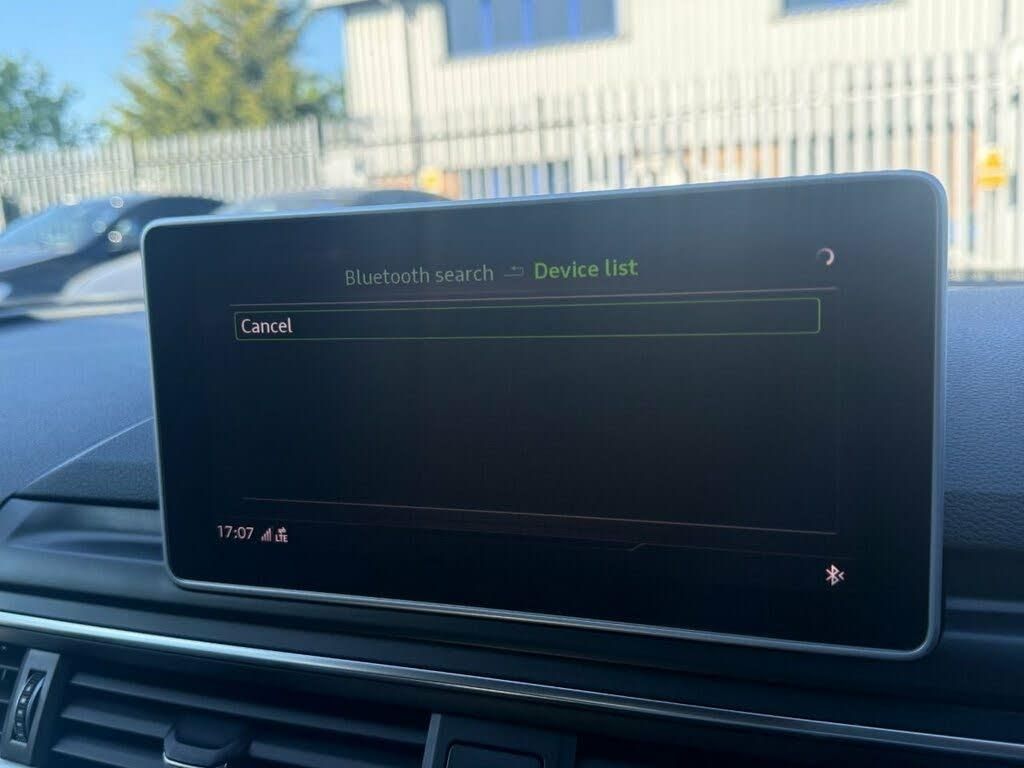 Bluetooth search Device list
Cancel
17:07 LTE